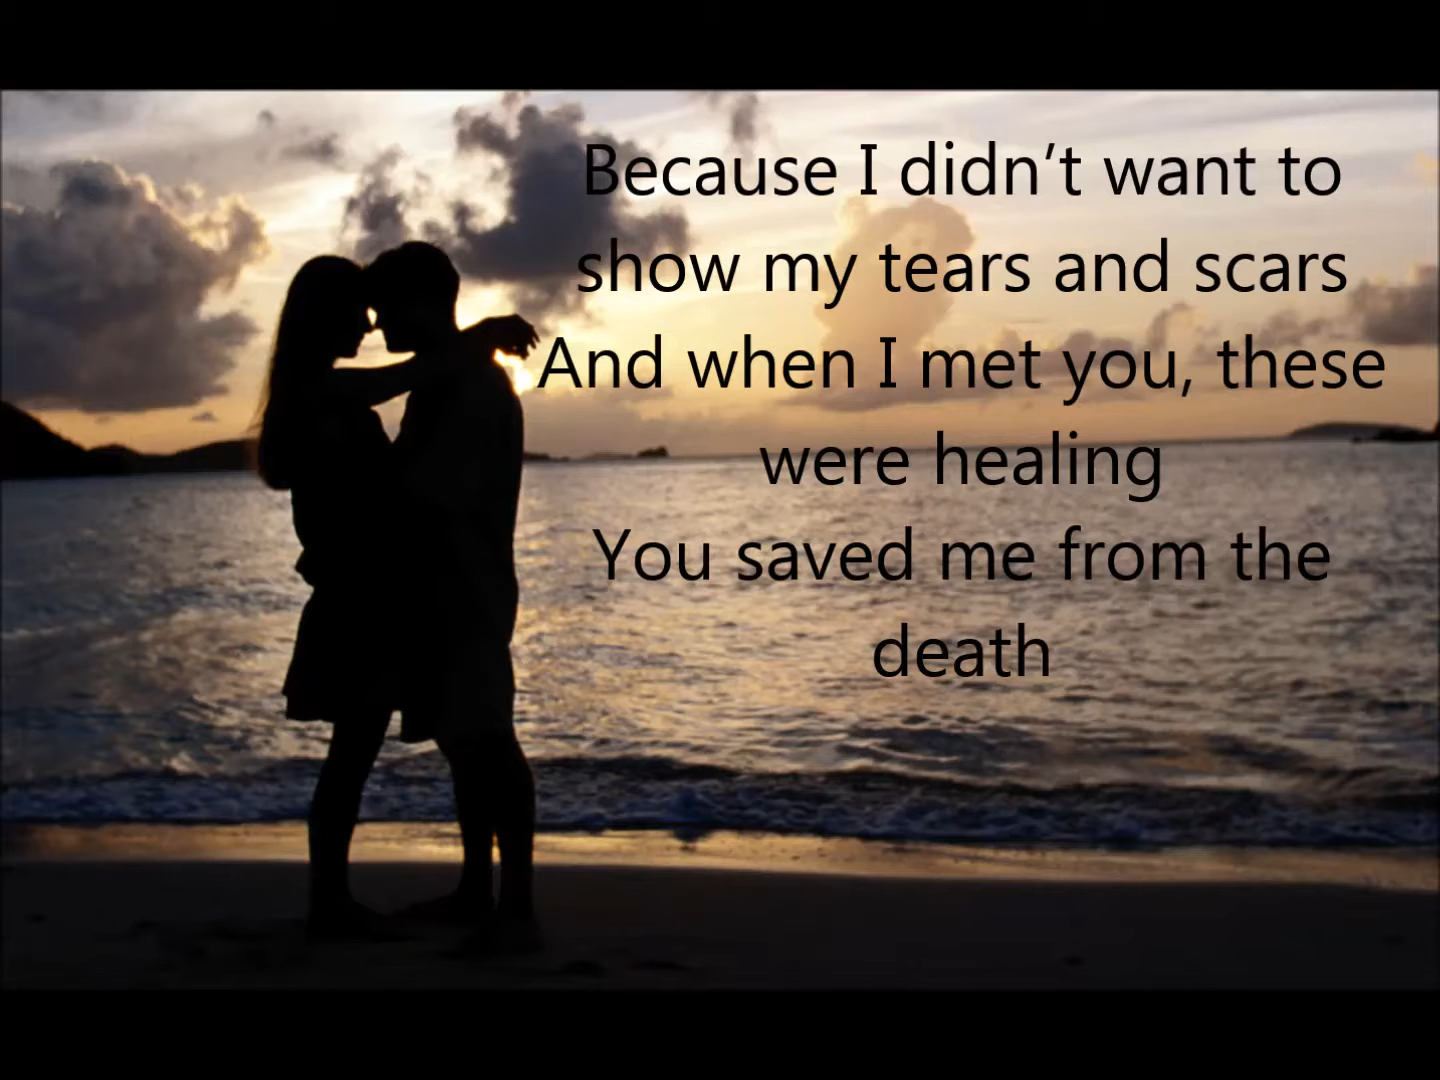 Because I didn’t want to
show my tears and scars
And when I met you, these
were healing
You saved me from the
death